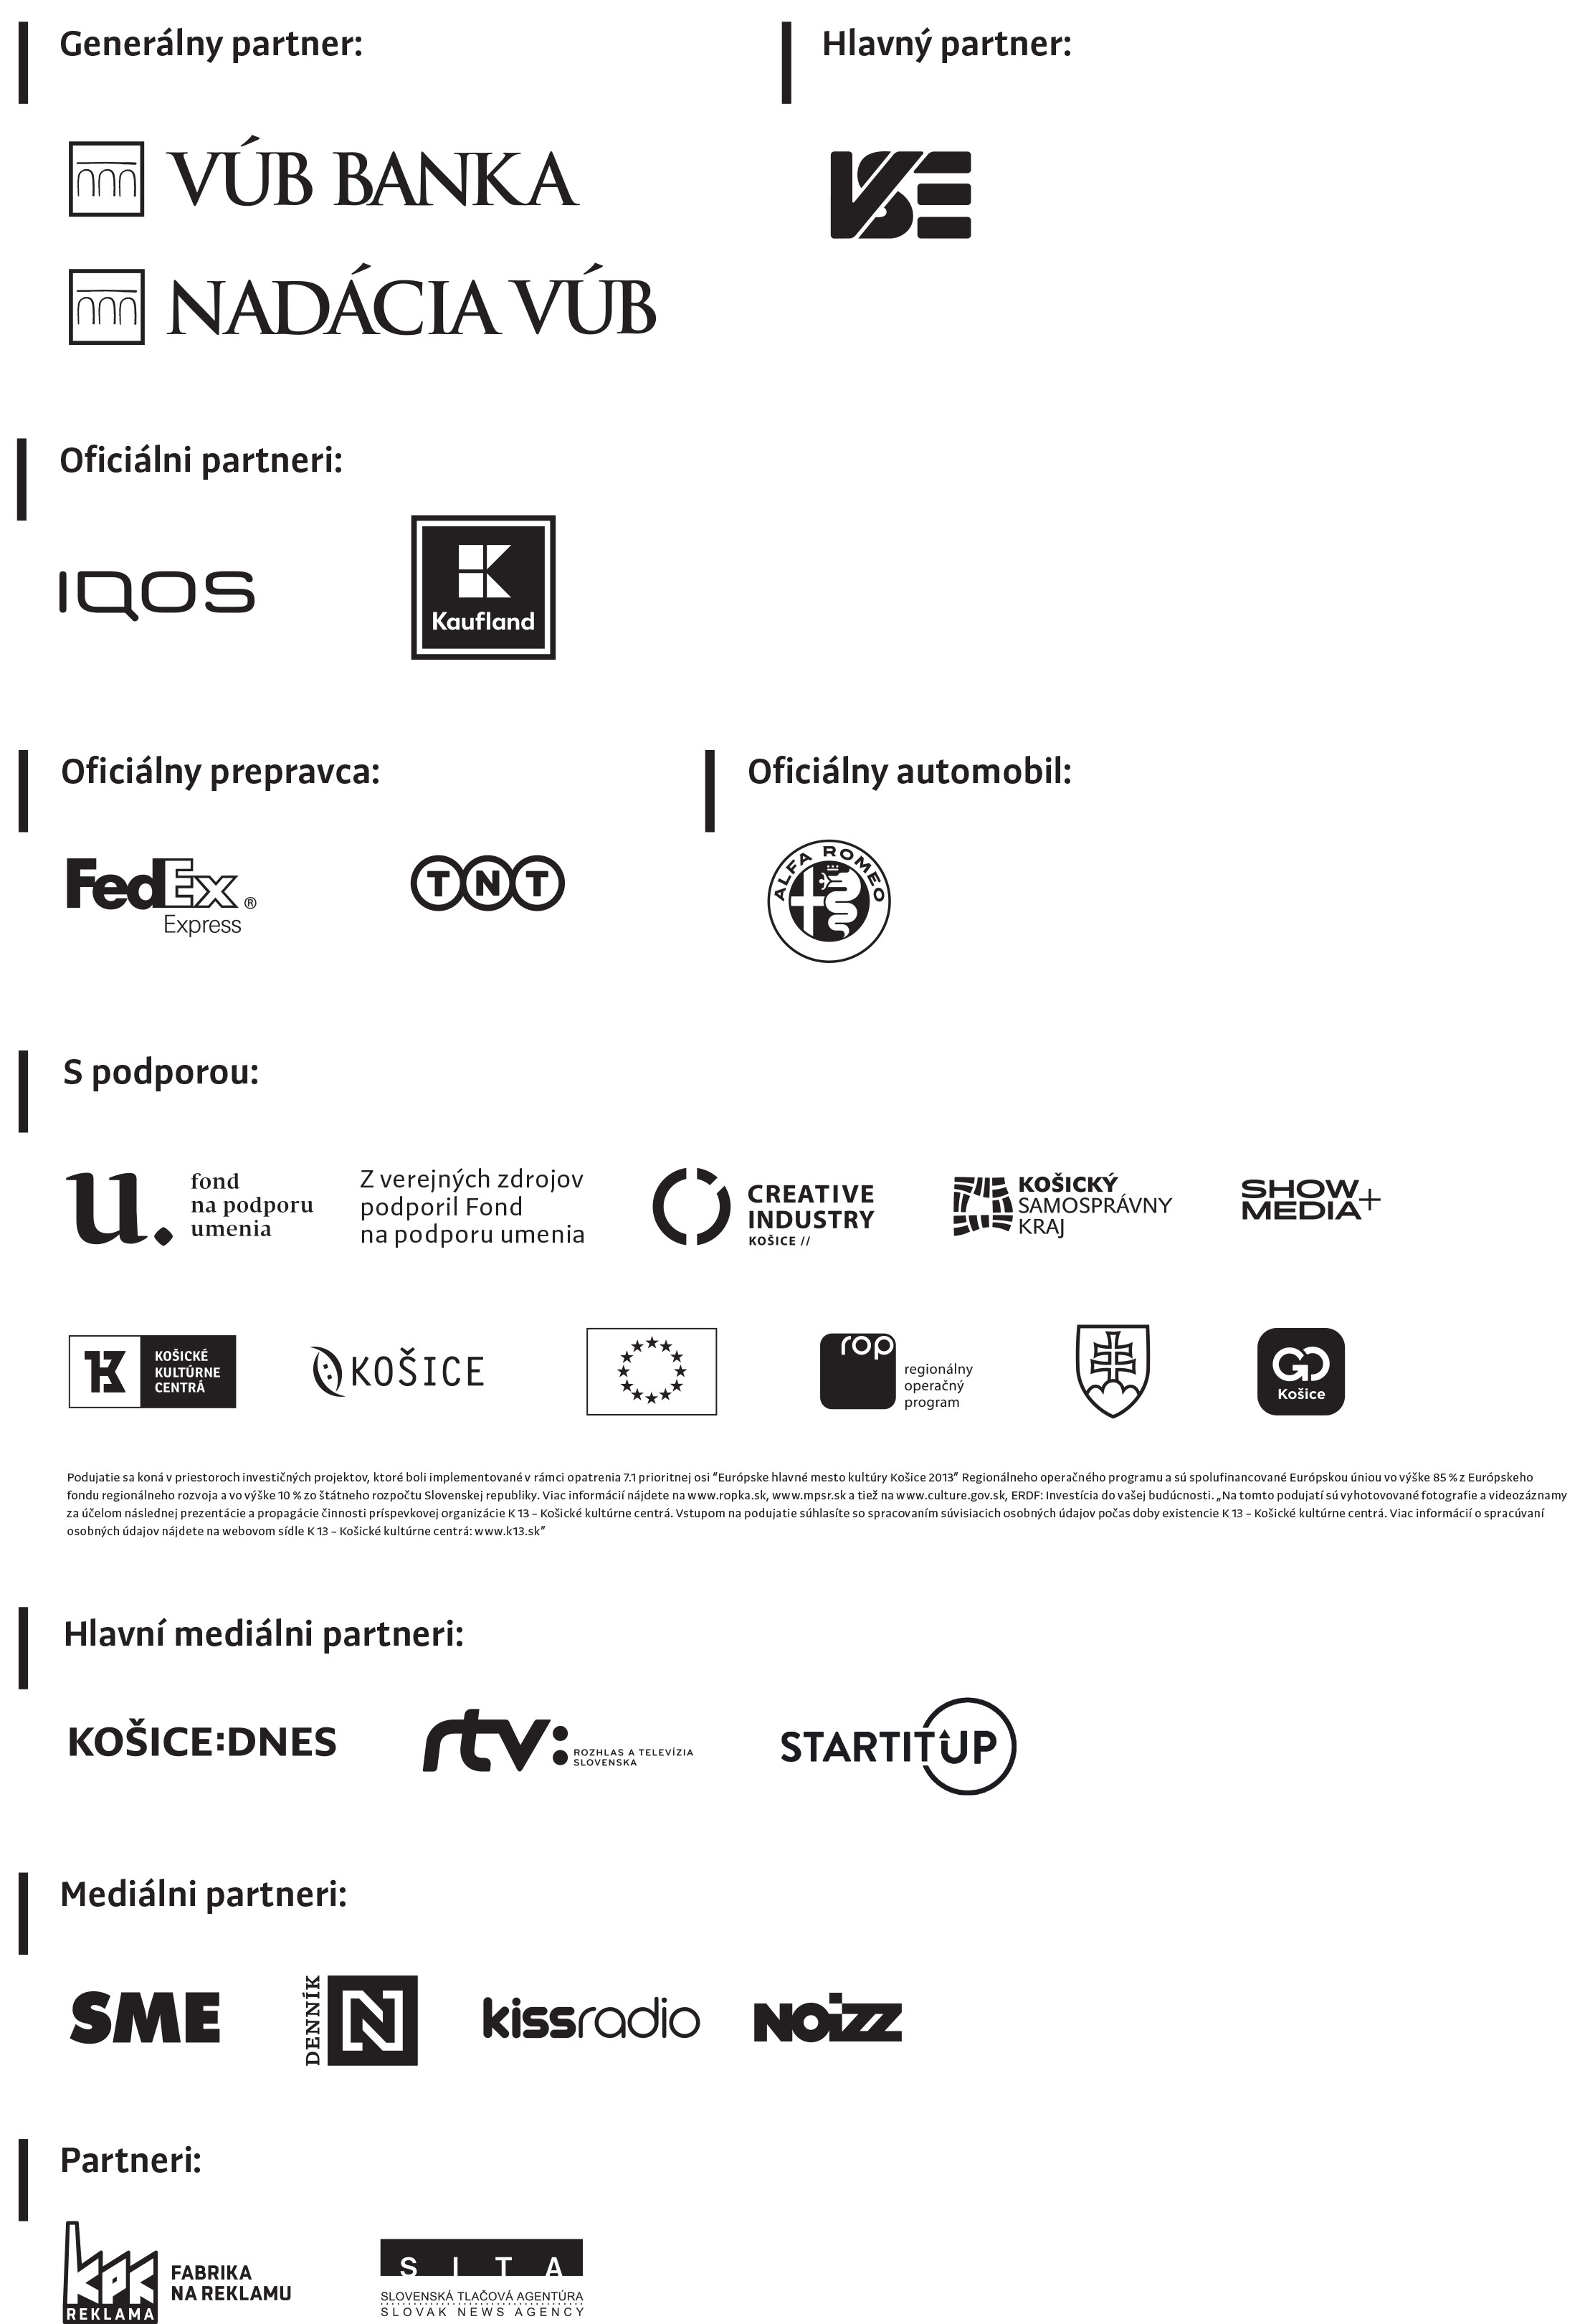 Generálny partner:
VÚB BANKA
NADÁCIA VÚB
Hlavný partner:
VSE
Oficiálni partneri:
IQOS
K
Kaufland
Oficiálny prepravca:
FedEx®
Express
TNT
Oficiálny automobil:
ALFA ROMEO
S podporou:
u.
fond
na podporu
umenia
Z verejných zdrojov
podporil Fond
na podporu umenia
CREATIVE
INDUSTRY
KOŠICE //
KOŠICKÝ
SAMOSPRÁVNY
KRAJ
SHOW
MEDIA+
K13
KOŠICKÉ
KULTÚRNE
CENTRÁ
KOŠICE
rop
regionálny
operačný
program
GO
Košice
Podujatie sa koná v priestoroch investičných projektov, ktoré boli implementované v rámci opatrenia 7.1 prioritnej osi “Európske hlavné mesto kultúry Košice 2013” Regionálneho operačného programu a sú spolufinancované Európskou úniou vo výške 85 % z Európskeho
fondu regionálneho rozvoja a vo výške 10 % zo štátneho rozpočtu Slovenskej republiky. Viac informácií nájdete na www.ropka.sk, www.mpsr.sk a tiež na www.culture.gov.sk, ERDF: Investícia do vašej budúcnosti. „Na tomto podujatí sú vyhotovované fotografie a videozáznamy
za účelom následnej prezentácie a propagácie činnosti príspevkovej organizácie K 13 – Košické kultúrne centrá. Vstupom na podujatie súhlasíte so spracovaním súvisiacich osobných údajov počas doby existencie K 13 – Košické kultúrne centrá. Viac informácií o spracúvaní
osobných údajov nájdete na webovom sídle K 13 – Košické kultúrne centrá: www.k13.sk”
Hlavní mediálni partneri:
KOŠICE:DNES
rtv:
ROZHLAS A TELEVÍZIA
SLOVENSKA
STARTITUP
Mediálni partneri:
SME
DENNÍK
N
kissradio
NOiZZ
Partneri:
KPK
REKLAMA
FABRIKA
NA REKLAMU
SITA
SLOVENSKÁ TLAČOVÁ AGENTÚRA
SLOVAK NEWS AGENCY